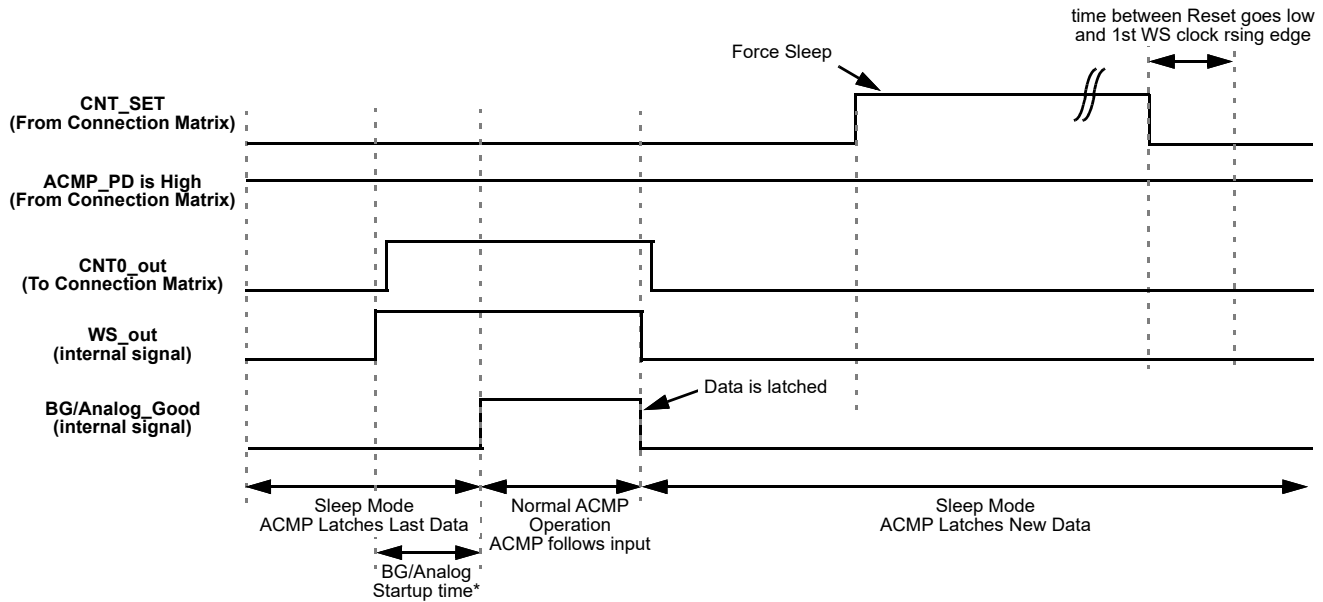 time between Reset goes low
and 1st WS clock rsing edge
Force Sleep
CNT_SET
(From Connection Matrix)
ACMP_PD is High
(From Connection Matrix)
CNT0_out
(To Connection Matrix)
WS_out
(internal signal)
Data is latched
BG/Analog_Good
(internal signal)
Sleep Mode
ACMP Latches Last Data
Normal ACMP
Operation
ACMP follows input
Sleep Mode
ACMP Latches New Data
BG/Analog
Startup time*